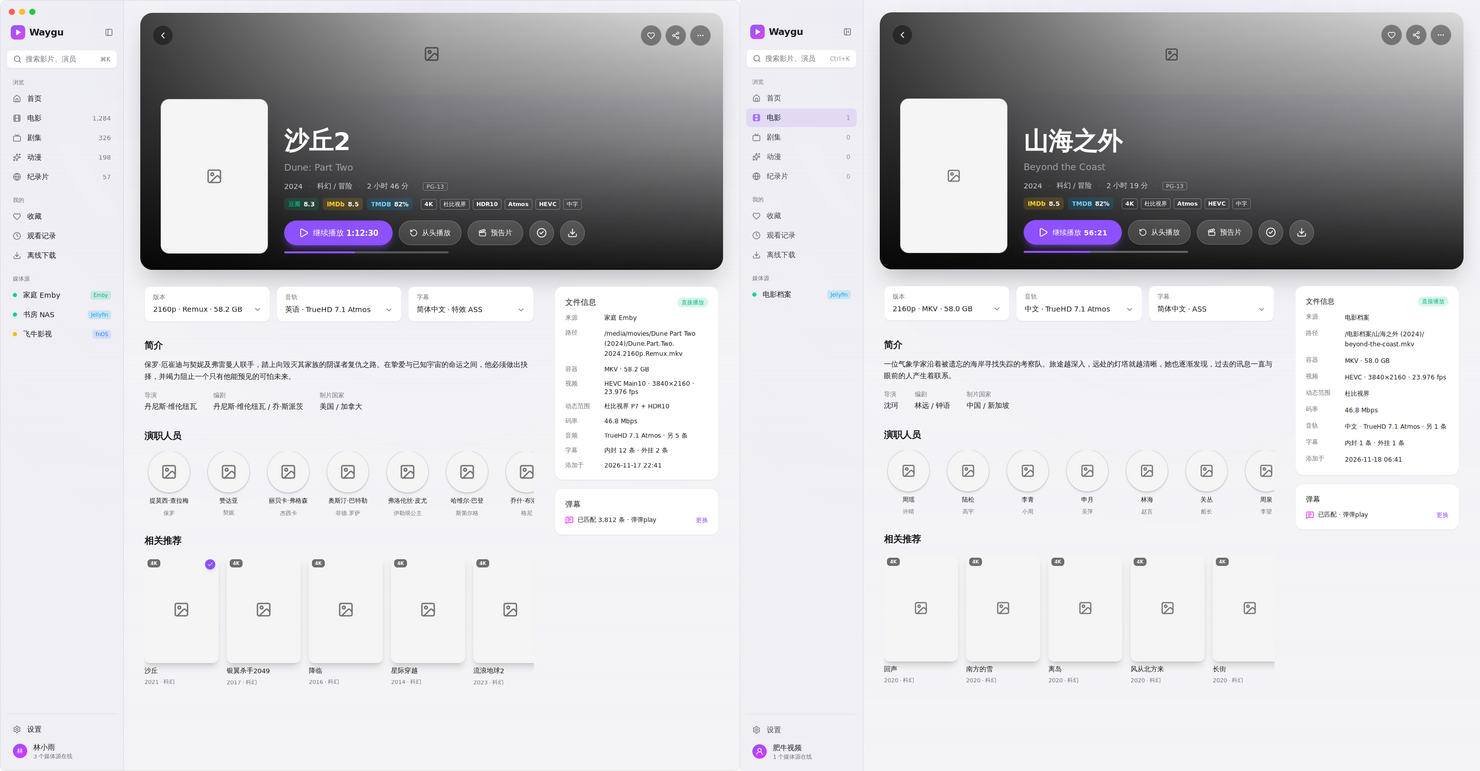 Waygu
搜索影片、演员 ⌘K
浏览
首页
电影 1,284
剧集 326
动漫 198
纪录片 57
我的
收藏
观看记录
离线下载
媒体源
家庭 Emby Emby
书房 NAS Jellyfin
飞牛影视 fnOS
设置
林
林小雨
3 个媒体源在线
沙丘2
Dune: Part Two
2024 · 科幻 / 冒险 · 2 小时 46 分 PG-13
豆瓣 8.3 IMDb 8.5 TMDB 82% 4K 杜比视界 HDR10 Atmos HEVC 中字
继续播放 1:12:30 从头播放 预告片
版本
2160p · Remux · 58.2 GB
音轨
英语 · TrueHD 7.1 Atmos
字幕
简体中文 · 特效 ASS
简介
保罗·厄崔迪与契妮及弗雷曼人联手，踏上向毁灭其家族的阴谋者复仇之路。在挚爱与已知宇宙的命运之间，他必须做出抉
择，并竭力阻止一个只有他能预见的可怕未来。
导演
丹尼斯·维伦纽瓦
编剧
丹尼斯·维伦纽瓦 / 乔·斯派茨
制片国家
美国 / 加拿大
演职人员
提莫西·查拉梅
保罗
赞达亚
契妮
丽贝卡·弗格森
杰西卡
奥斯汀·巴特勒
菲德·罗萨
弗洛伦丝·皮尤
伊勒琅公主
哈维尔·巴登
斯第尔格
乔什·布洛
格尼
相关推荐
4K
沙丘
2021 · 科幻
4K
银翼杀手2049
2017 · 科幻
4K
降临
2016 · 科幻
4K
星际穿越
2014 · 科幻
4K
流浪地球2
2023 · 科幻
文件信息 直接播放
来源 家庭 Emby
路径 /media/movies/Dune Part Two
(2024)/Dune.Part.Two.
2024.2160p.Remux.mkv
容器 MKV · 58.2 GB
视频 HEVC Main10 · 3840×2160 ·
23.976 fps
动态范围 杜比视界 P7 + HDR10
码率 46.8 Mbps
音频 TrueHD 7.1 Atmos · 另 5 条
字幕 内封 12 条 · 外挂 2 条
添加于 2026-11-17 22:41
弹幕
已匹配 3,812 条 · 弹弹play 更换
Waygu
搜索影片、演员 Ctrl+K
浏览
首页
电影 1
剧集 0
动漫 0
纪录片 0
我的
收藏
观看记录
离线下载
媒体源
电影档案 Jellyfin
设置
肥牛视频
1 个媒体源在线
山海之外
Beyond the Coast
2024 · 科幻 / 冒险 · 2 小时 19 分 PG-13
IMDb 8.5 TMDB 82% 4K 杜比视界 Atmos HEVC 中字
继续播放 56:21 从头播放 预告片
版本
2160p · MKV · 58.0 GB
音轨
中文 · TrueHD 7.1 Atmos
字幕
简体中文 · ASS
简介
一位气象学家沿着被遗忘的海岸寻找失踪的考察队。旅途越深入，远处的灯塔就越清晰，她也逐渐发现，过去的讯息一直与
眼前的人产生着联系。
导演
沈珂
编剧
林远 / 钟语
制片国家
中国 / 新加坡
演职人员
周瑶
许晴
陆松
高宇
李青
小周
申月
吴萍
林海
赵言
关丛
船长
周泉
李望
相关推荐
4K
回声
2020 · 科幻
4K
南方的雪
2020 · 科幻
4K
离岛
2020 · 科幻
4K
风从北方来
2020 · 科幻
4K
长街
2020 · 科幻
文件信息 直接播放
来源 电影档案
路径 /电影档案/山海之外 (2024)/
beyond-the-coast.mkv
容器 MKV · 58.0 GB
视频 HEVC · 3840×2160 · 23.976 fps
动态范围 杜比视界
码率 46.8 Mbps
音轨 中文 · TrueHD 7.1 Atmos · 另 1 条
字幕 内封 1 条 · 外挂 1 条
添加于 2026-11-18 06:41
弹幕
已匹配 · 弹弹play 更换